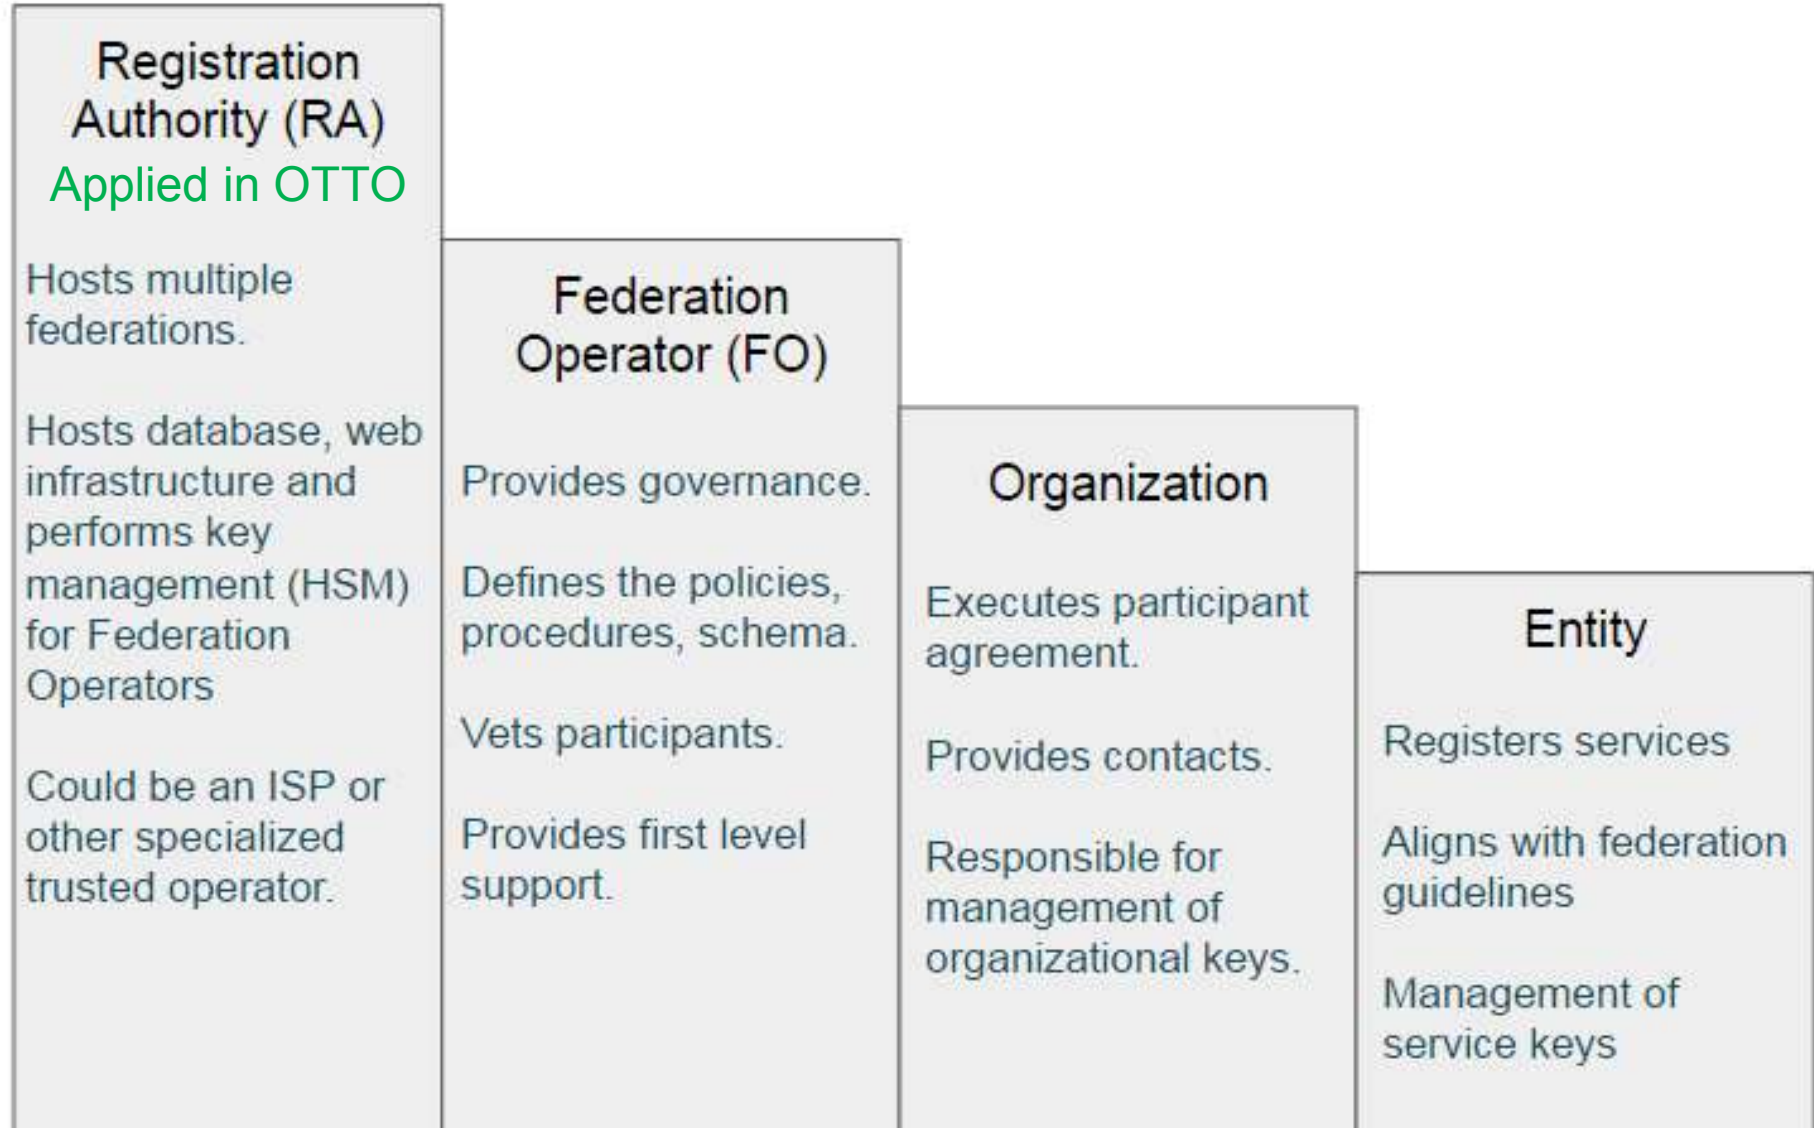 Registration
Authority (RA)
Applied in OTTO
Hosts multiple
federations.
Hosts database, web
infrastructure and
performs key
management (HSM)
for Federation
Operators
Could be an ISP or
other specialized
trusted operator.
Federation
Operator (FO)
Provides governance.
Defines the policies,
procedures, schema.
Vets participants.
Provides first level
support.
Organization
Executes participant
agreement.
Provides contacts.
Responsible for
management of
organizational keys.
Entity
Registers services
Aligns with federation
guidelines
Management of
service keys